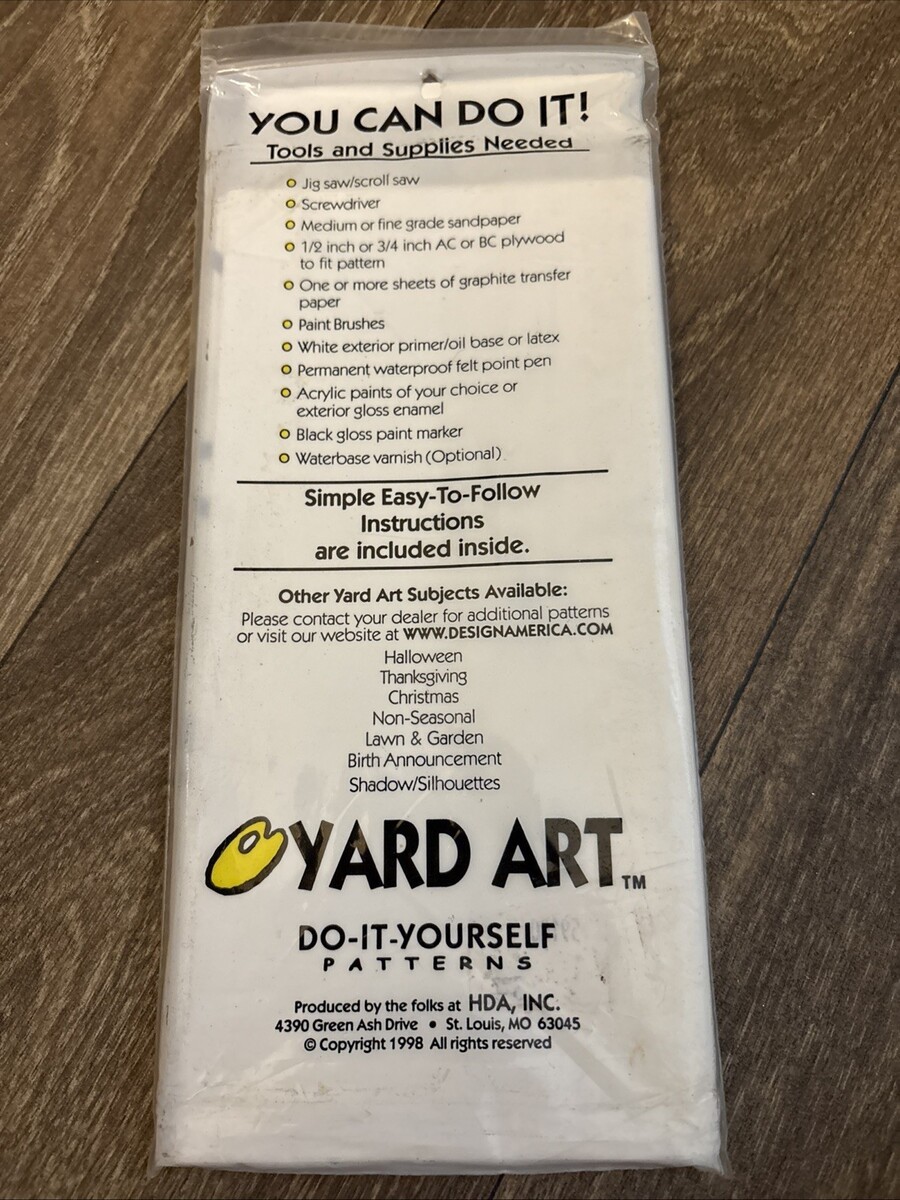 YOU CAN DO IT!
Tools and Supplies Needed
Jig saw/scroll saw
Screwdriver
Medium or fine grade sandpaper
1/2 inch or 3/4 inch AC or BC plywood
to fit pattern
One or more sheets of graphite transfer
paper
Paint Brushes
White exterior primer/oil base or latex
Permanent waterproof felt point pen
Acrylic paints of your choice or
exterior gloss enamel
Black gloss paint marker
Waterbase varnish (Optional)
Simple Easy-To-Follow
Instructions
are included inside.
Other Yard Art Subjects Available:
Please contact your dealer for additional patterns
or visit our website at WWW.DESIGNAMERICA.COM
Halloween
Thanksgiving
Christmas
Non-Seasonal
Lawn & Garden
Birth Announcement
Shadow/Silhouettes
YARD ART TM
DO-IT-YOURSELF
PATTERNS
Produced by the folks at HDA, INC.
4390 Green Ash Drive • St. Louis, MO 63045
© Copyright 1998 All rights reserved